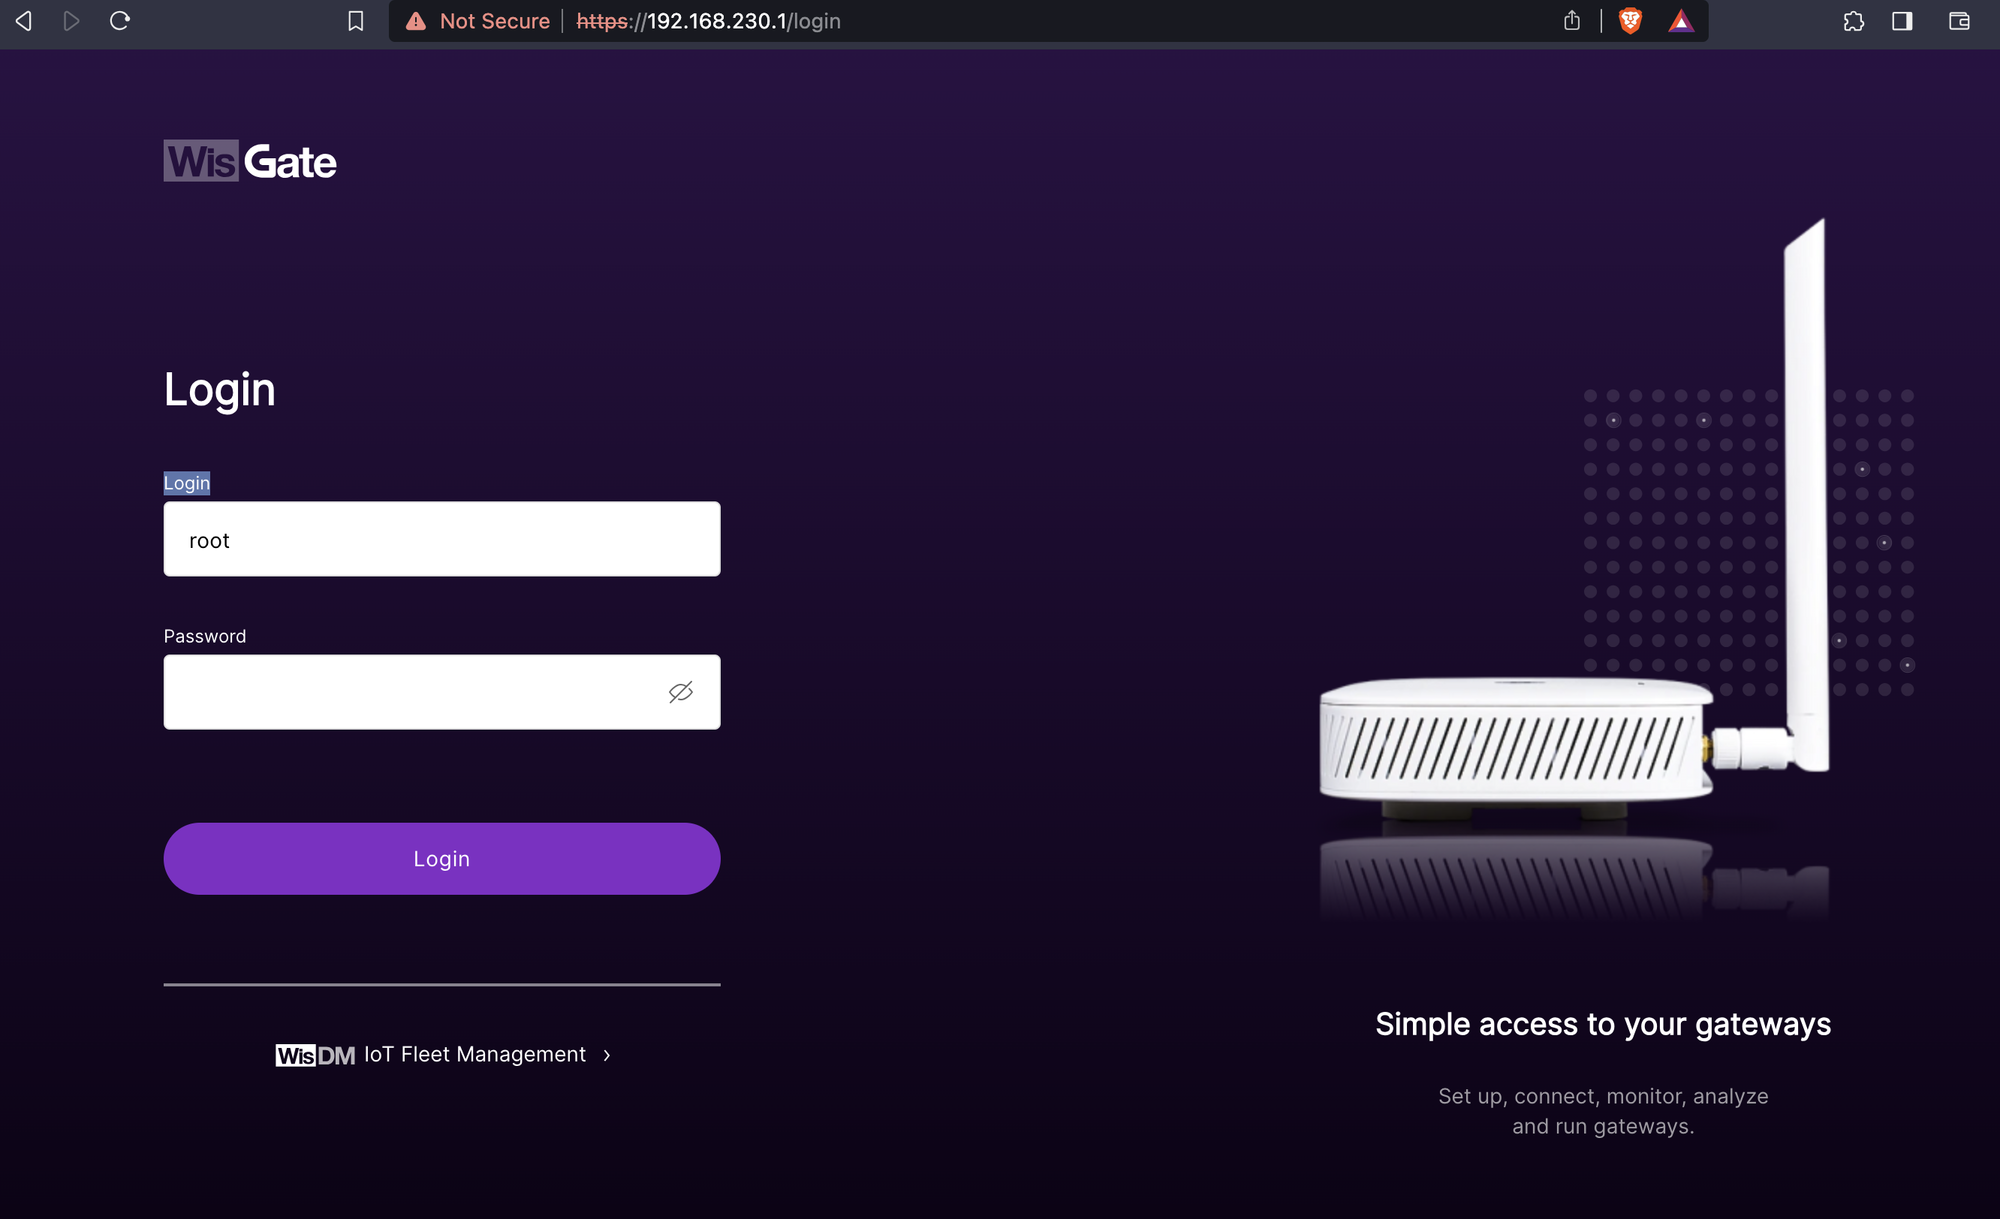 Not Secure https://192.168.230.1/login
WisGate
Login
Login
root
Password
Login
WisDM IoT Fleet Management
Simple access to your gateways
Set up, connect, monitor, analyze
and run gateways.